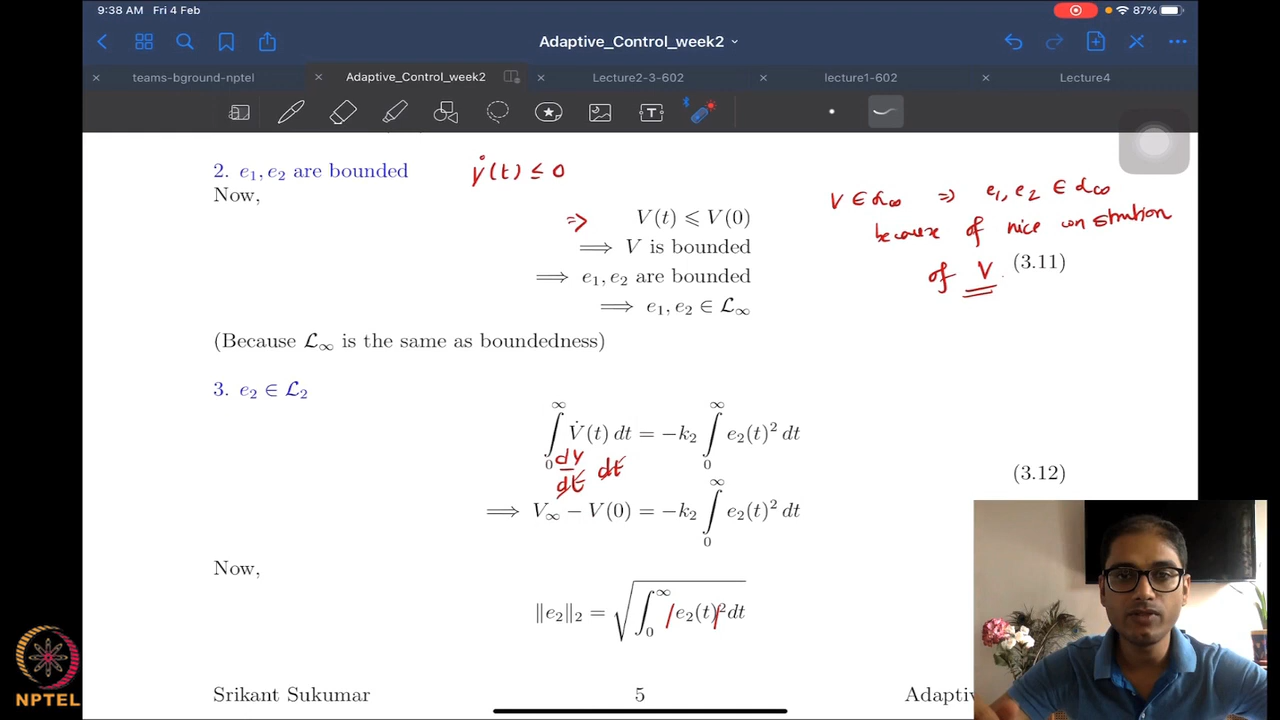 9:38 AM Fri 4 Feb
87%
Adaptive_Control_week2
teams-bground-nptel
Adaptive_Control_week2
Lecture2-3-602
lecture1-602
Lecture4
2. e₁, e₂ are bounded
V̇(t) ≤ 0
Now,
V ∈ ℒ∞ ⇒ e₁, e₂ ∈ ℒ∞
because of nice construction
of V
⇒ V(t) ⩽ V(0)
⟹ V is bounded
⟹ e₁, e₂ are bounded
(3.11)
⟹ e₁, e₂ ∈ ℒ∞
(Because ℒ∞ is the same as boundedness)
3. e₂ ∈ ℒ₂
∫₀^∞ V̇(t) dt = −k₂ ∫₀^∞ e₂(t)² dt
dV/dt dt
(3.12)
⟹ V∞ − V(0) = −k₂ ∫₀^∞ e₂(t)² dt
Now,
‖e₂‖₂ = √(∫₀^∞ |e₂(t)|² dt)
Srikant Sukumar
5
Adaptiv
NPTEL